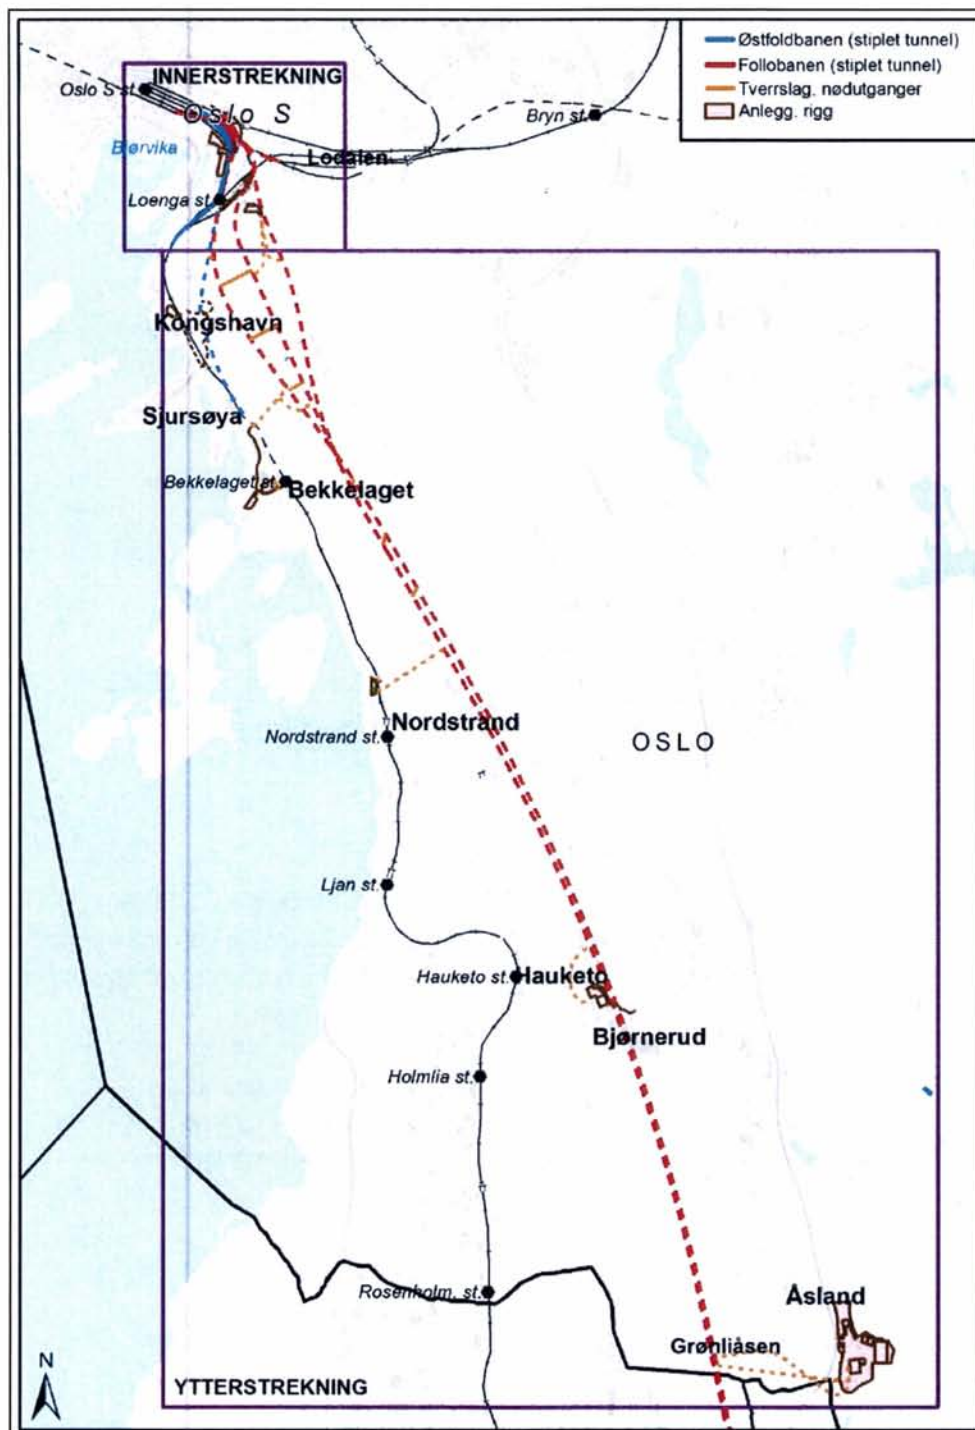 Østfoldbanen (stiplet tunnel)
Follobanen (stiplet tunnel)
Tverrslag. nødutganger
Anlegg. rigg
INNERSTREKNING
Oslo S st.
Oslo S
Bryn st.
Bjørvika
Lodalen
Loenga st.
Kongshavn
Sjursøya
Bekkelaget st.
Bekkelaget
Nordstrand
Nordstrand st.
OSLO
Ljan st.
Hauketo st.
Hauketo
Bjørnerud
Holmlia st.
Rosenholm. st.
Åsland
Grønliåsen
N
YTTERSTREKNING